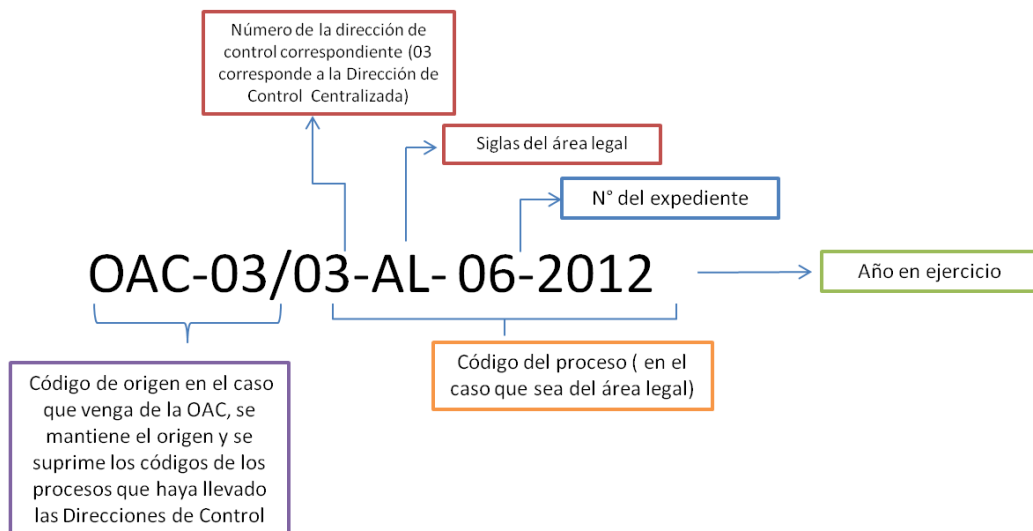 Número de la dirección de
control correspondiente (03
corresponde a la Dirección de
Control Centralizada)
Siglas del área legal
N° del expediente
OAC-03/03-AL- 06-2012
Año en ejercicio
Código de origen en el caso
que venga de la OAC, se
mantiene el origen y se
suprime los códigos de los
procesos que haya llevado
las Direcciones de Control
Código del proceso ( en el
caso que sea del área legal)